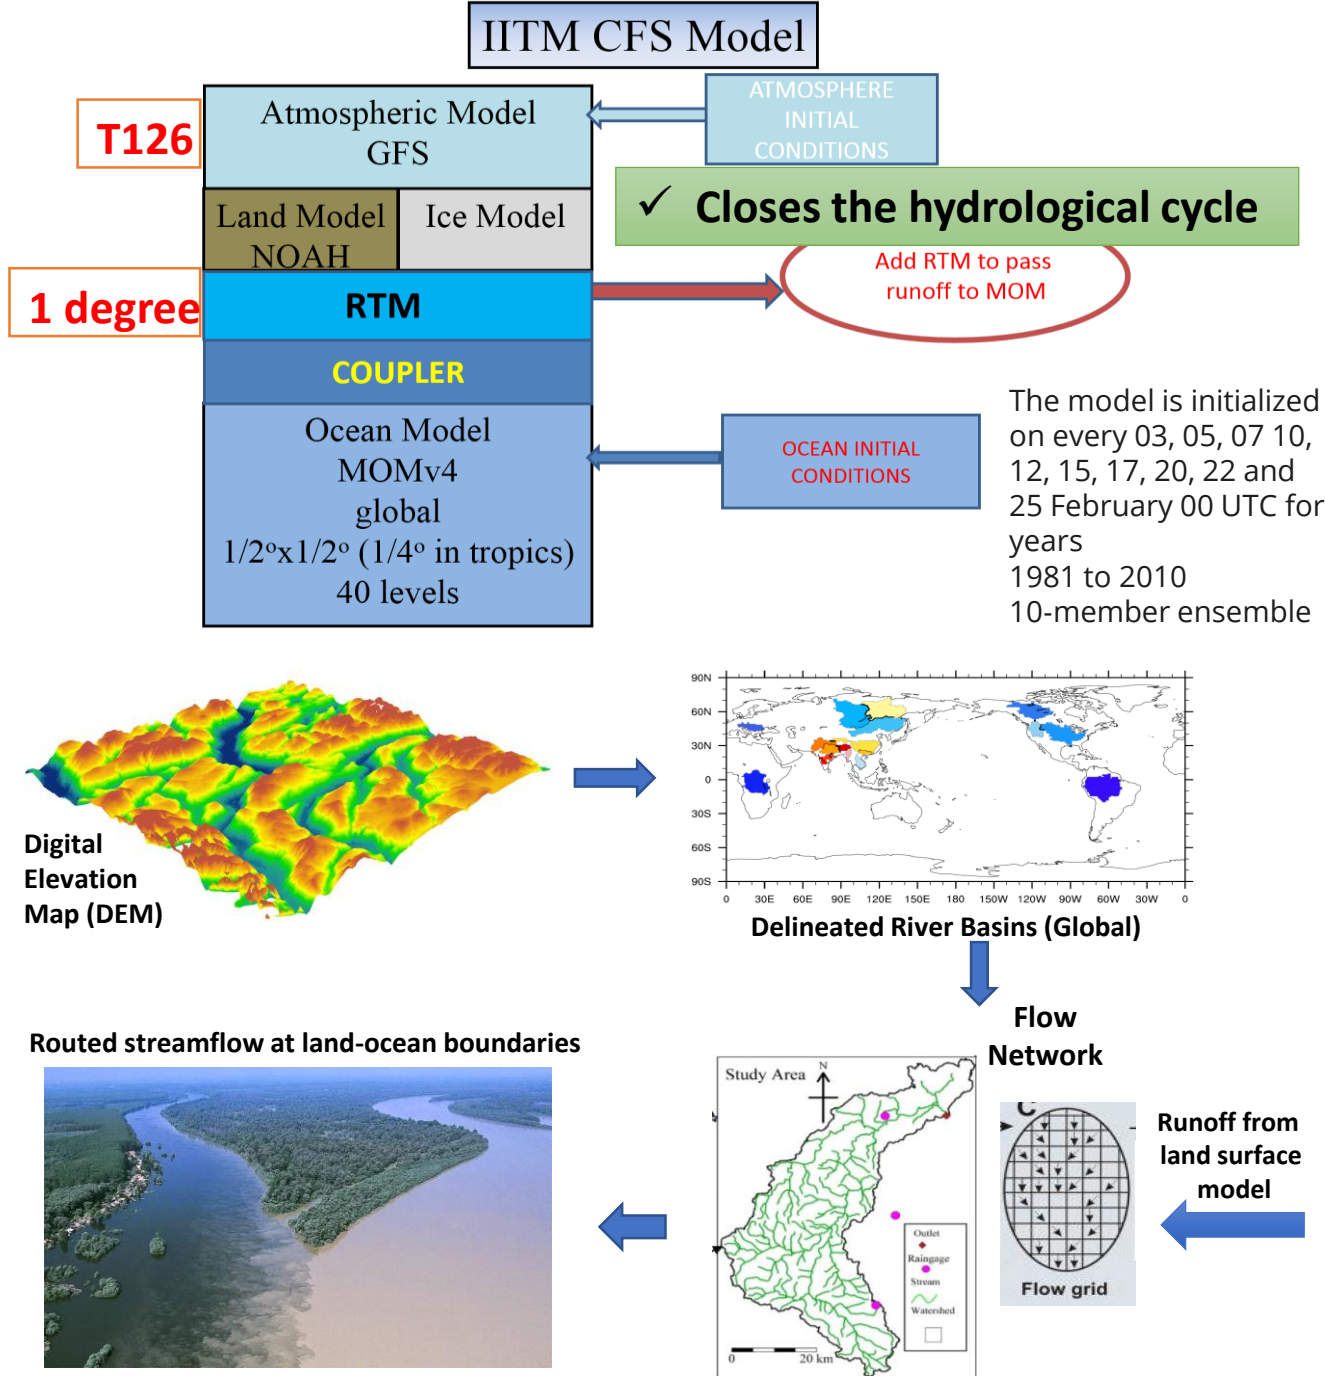 IITM CFS Model
T126
Atmospheric Model
GFS
ATMOSPHERE
INITIAL
CONDITIONS
✓ Closes the hydrological cycle
Land Model
NOAH
Ice Model
Add RTM to pass
runoff to MOM
1 degree
RTM
COUPLER
Ocean Model
MOMv4
global
1/2ºx1/2º (1/4º in tropics)
40 levels
OCEAN INITIAL
CONDITIONS
The model is initialized
on every 03, 05, 07 10,
12, 15, 17, 20, 22 and
25 February 00 UTC for
years
1981 to 2010
10-member ensemble
Digital
Elevation
Map (DEM)
90N
60N
30N
0
30S
60S
90S
0 30E 60E 90E 120E 150E 180 150W 120W 90W 60W 30W 0
Delineated River Basins (Global)
Flow
Network
Routed streamflow at land-ocean boundaries
Study Area
N
Outlet
Raingage
Stream
Watershed
0 20 km
C
Flow grid
Runoff from
land surface
model